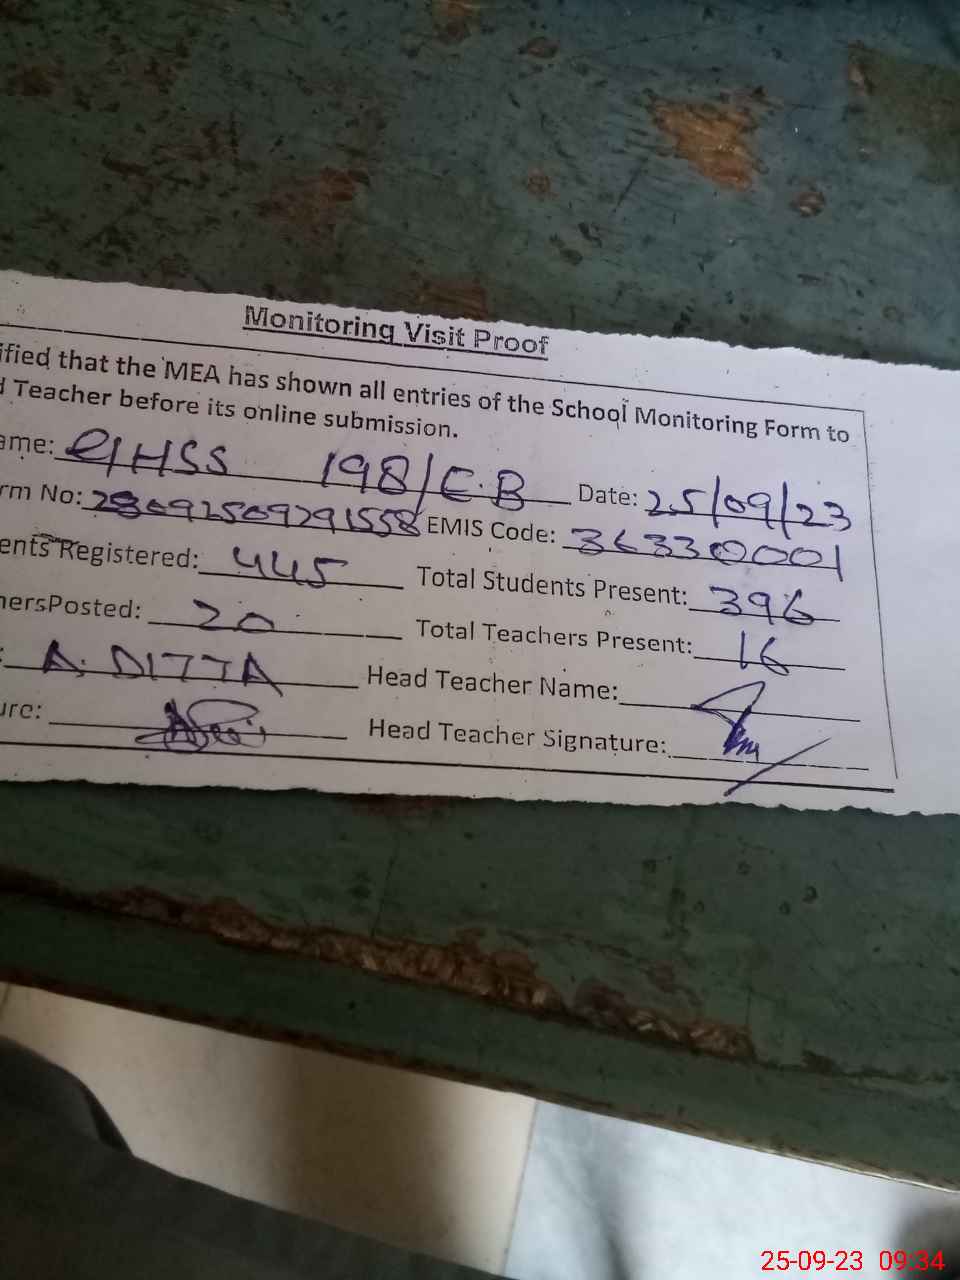 Monitoring Visit Proof
ified that the MEA has shown all entries of the School Monitoring Form to
d Teacher before its online submission.
ame: GHSS 198/E.B Date: 25/09/23
rm No: EMIS Code: 36330001
ents Registered: 445 Total Students Present: 396
hersPosted: 20 Total Teachers Present: 16
: A. DITTA Head Teacher Name:
ure: Head Teacher Signature:
25-09-23 09:34